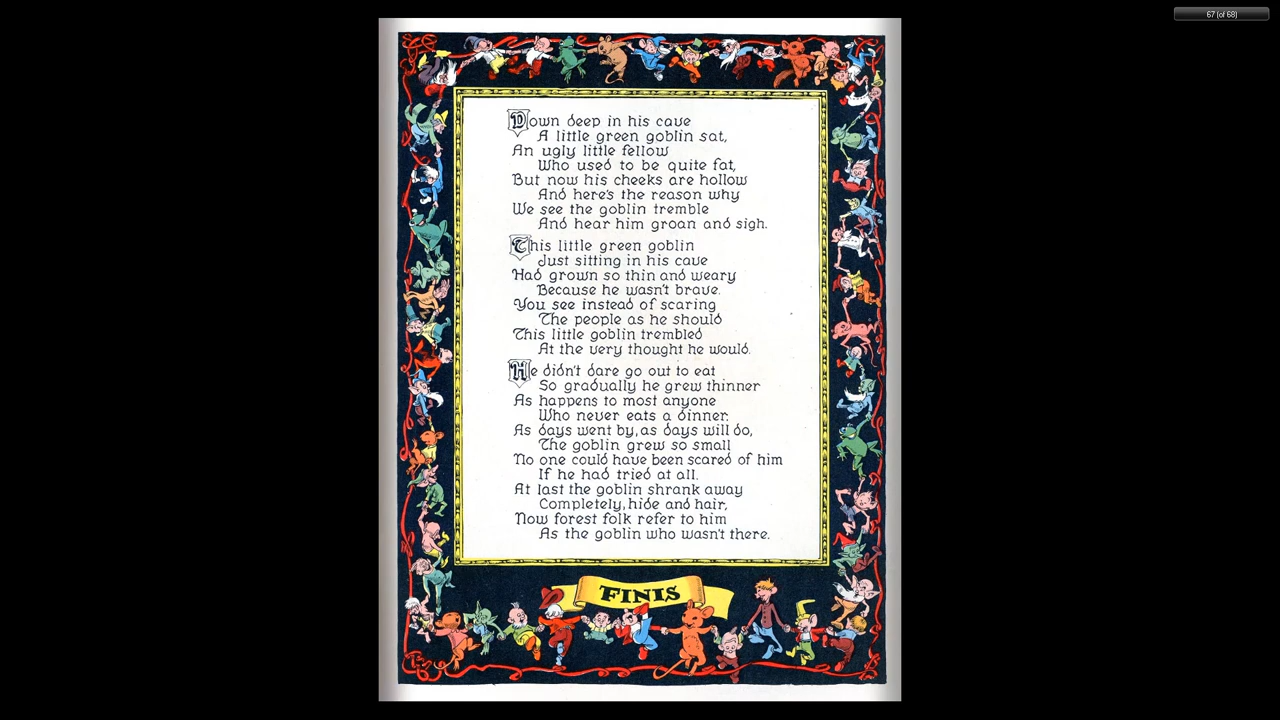 67 (of 68)
Down deep in his cave
A little green goblin sat,
An ugly little fellow
Who used to be quite fat,
But now his cheeks are hollow
And here's the reason why
We see the goblin tremble
And hear him groan and sigh.
This little green goblin
Just sitting in his cave
Had grown so thin and weary
Because he wasn't brave.
You see instead of scaring
The people as he should
This little goblin trembled
At the very thought he would.
He didn't dare go out to eat
So gradually he grew thinner
As happens to most anyone
Who never eats a dinner.
As days went by, as days will do,
The goblin grew so small
No one could have been scared of him
If he had tried at all.
At last the goblin shrank away
Completely, hide and hair,
Now forest folk refer to him
As the goblin who wasn't there.
FINIS